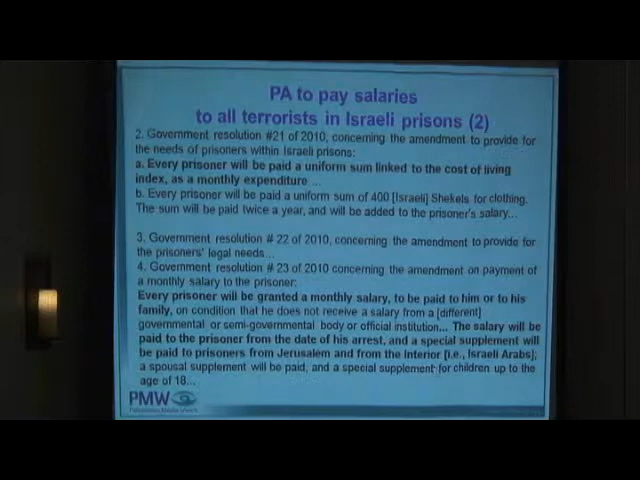 PA to pay salaries
to all terrorists in Israeli prisons (2)
2. Government resolution #21 of 2010, concerning the amendment to provide for
the needs of prisoners within Israeli prisons:
a. Every prisoner will be paid a uniform sum linked to the cost of living
index, as a monthly expenditure ...
b. Every prisoner will be paid a uniform sum of 400 [Israeli] Shekels for clothing.
The sum will be paid twice a year, and will be added to the prisoner's salary...
3. Government resolution # 22 of 2010, concerning the amendment to provide for
the prisoners' legal needs...
4. Government resolution # 23 of 2010 concerning the amendment on payment of
a monthly salary to the prisoner:
Every prisoner will be granted a monthly salary, to be paid to him or to his
family, on condition that he does not receive a salary from a [different]
governmental or semi-governmental body or official institution... The salary will be
paid to the prisoner from the date of his arrest, and a special supplement will
be paid to prisoners from Jerusalem and from the Interior [i.e., Israeli Arabs];
a spousal supplement will be paid, and a special supplement for children up to the
age of 18...
PMW
Palestinian Media Watch